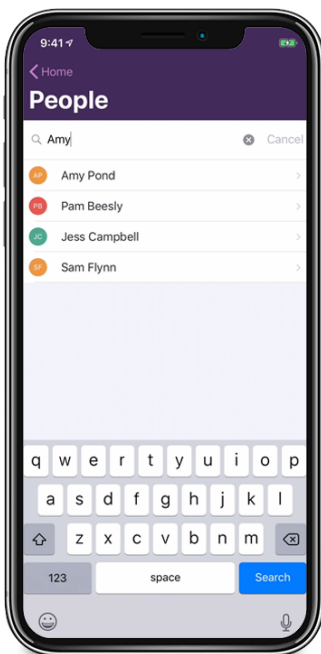 9:41
Home
People
Amy
Cancel
AP Amy Pond
PB Pam Beesly
JC Jess Campbell
SF Sam Flynn
q w e r t y u i o p
a s d f g h j k l
z x c v b n m
123 space Search